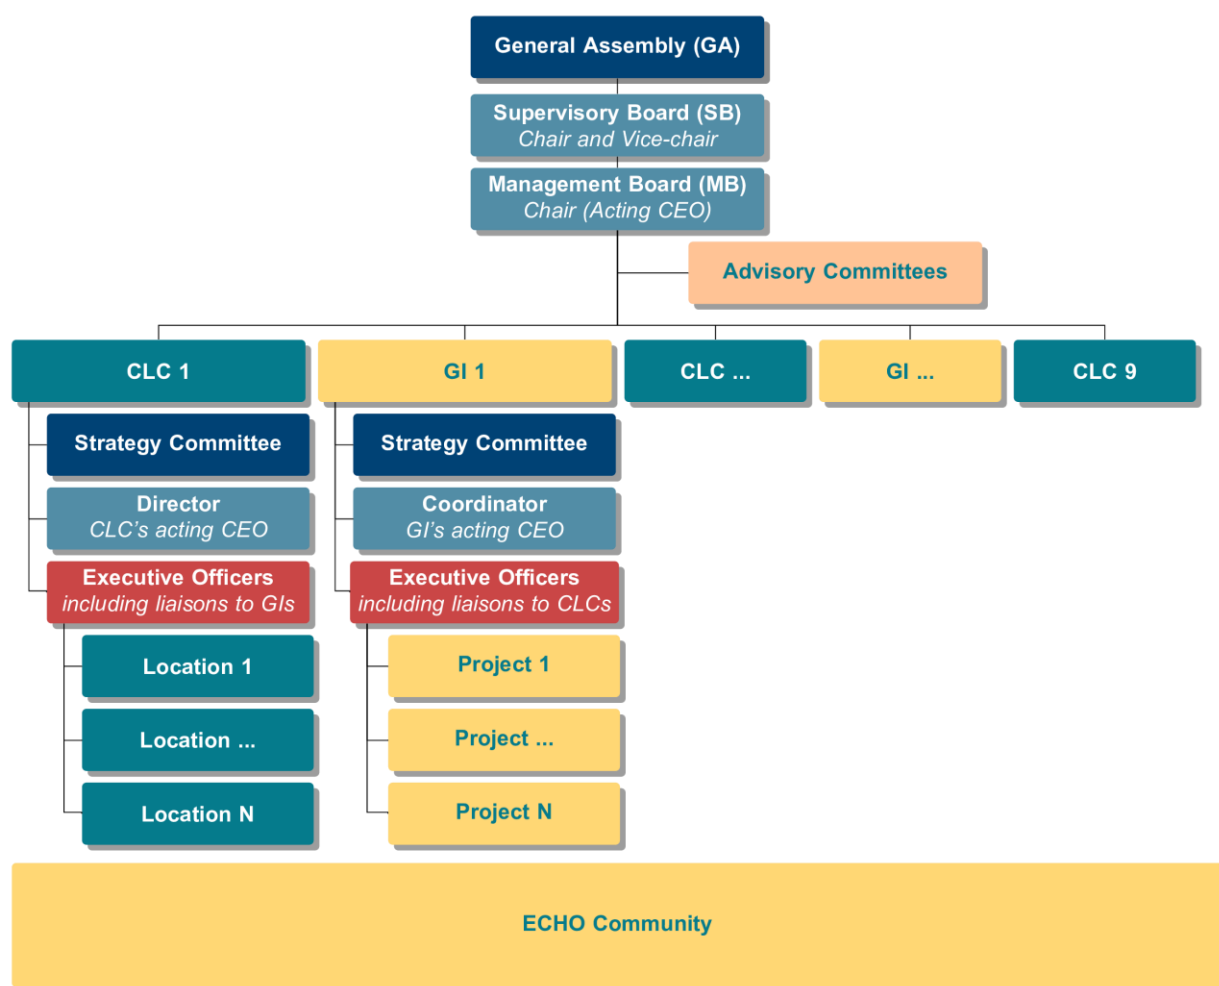 General Assembly (GA)
Supervisory Board (SB)
Chair and Vice-chair
Management Board (MB)
Chair (Acting CEO)
Advisory Committees
CLC 1
GI 1
CLC ...
GI ...
CLC 9
Strategy Committee
Director
CLC's acting CEO
Executive Officers
including liaisons to GIs
Location 1
Location ...
Location N
Strategy Committee
Coordinator
GI's acting CEO
Executive Officers
including liaisons to CLCs
Project 1
Project ...
Project N
ECHO Community